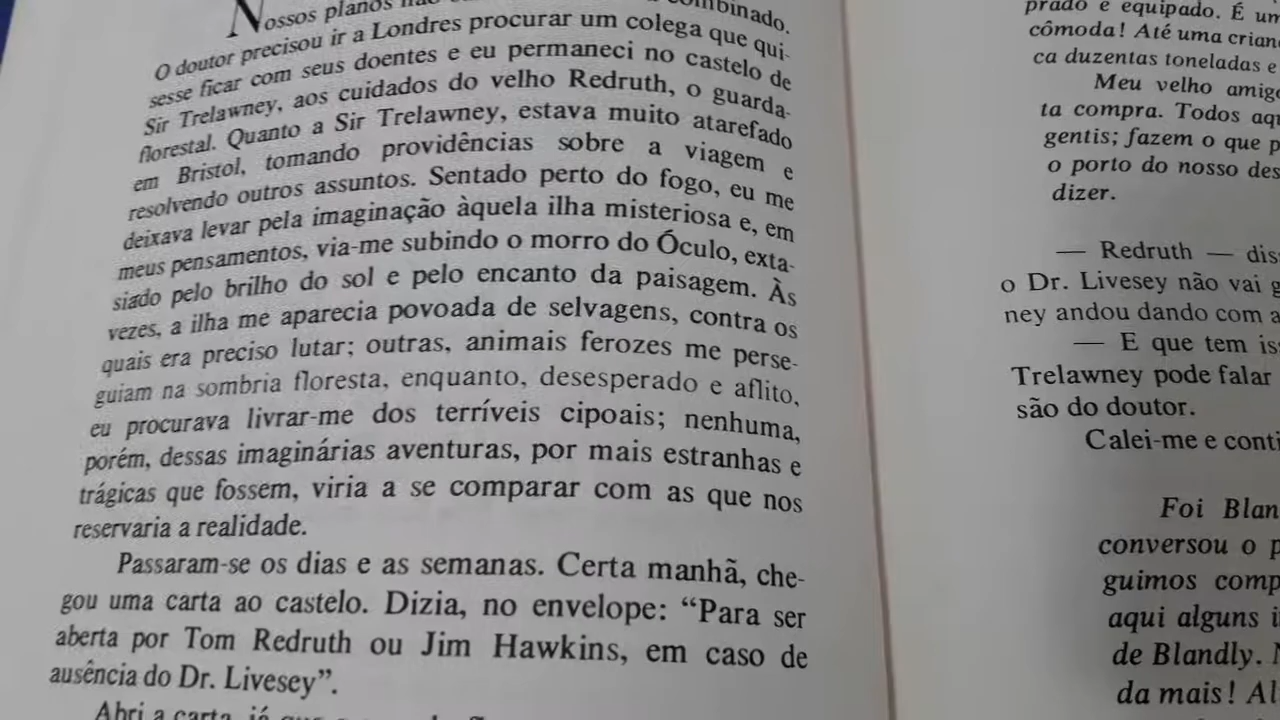 Nossos planos combinado.
O doutor precisou ir a Londres procurar um colega que qui-
sesse ficar com seus doentes e eu permaneci no castelo de
Sir Trelawney, aos cuidados do velho Redruth, o guarda-
florestal. Quanto a Sir Trelawney, estava muito atarefado
em Bristol, tomando providências sobre a viagem e
resolvendo outros assuntos. Sentado perto do fogo, eu me
deixava levar pela imaginação àquela ilha misteriosa e, em
meus pensamentos, via-me subindo o morro do Óculo, exta-
siado pelo brilho do sol e pelo encanto da paisagem. Às
vezes, a ilha me aparecia povoada de selvagens, contra os
quais era preciso lutar; outras, animais ferozes me perse-
guiam na sombria floresta, enquanto, desesperado e aflito,
eu procurava livrar-me dos terríveis cipoais; nenhuma,
porém, dessas imaginárias aventuras, por mais estranhas e
trágicas que fossem, viria a se comparar com as que nos
reservaria a realidade.
Passaram-se os dias e as semanas. Certa manhã, che-
gou uma carta ao castelo. Dizia, no envelope: “Para ser
aberta por Tom Redruth ou Jim Hawkins, em caso de
ausência do Dr. Livesey”.
Abri a carta, já que
prado e equipado. É
cômoda! Até uma
ca duzentas toneladas e
Meu velho
ta compra. Todos
gentis; fazem o que
o porto do nosso
dizer.
— Redruth —
o Dr. Livesey não vai
ney andou dando com
— E que tem
Trelawney pode falar
são do doutor.
Calei-me e
Foi
conversou o
guimos
aqui alguns
de Blandly.
da mais!